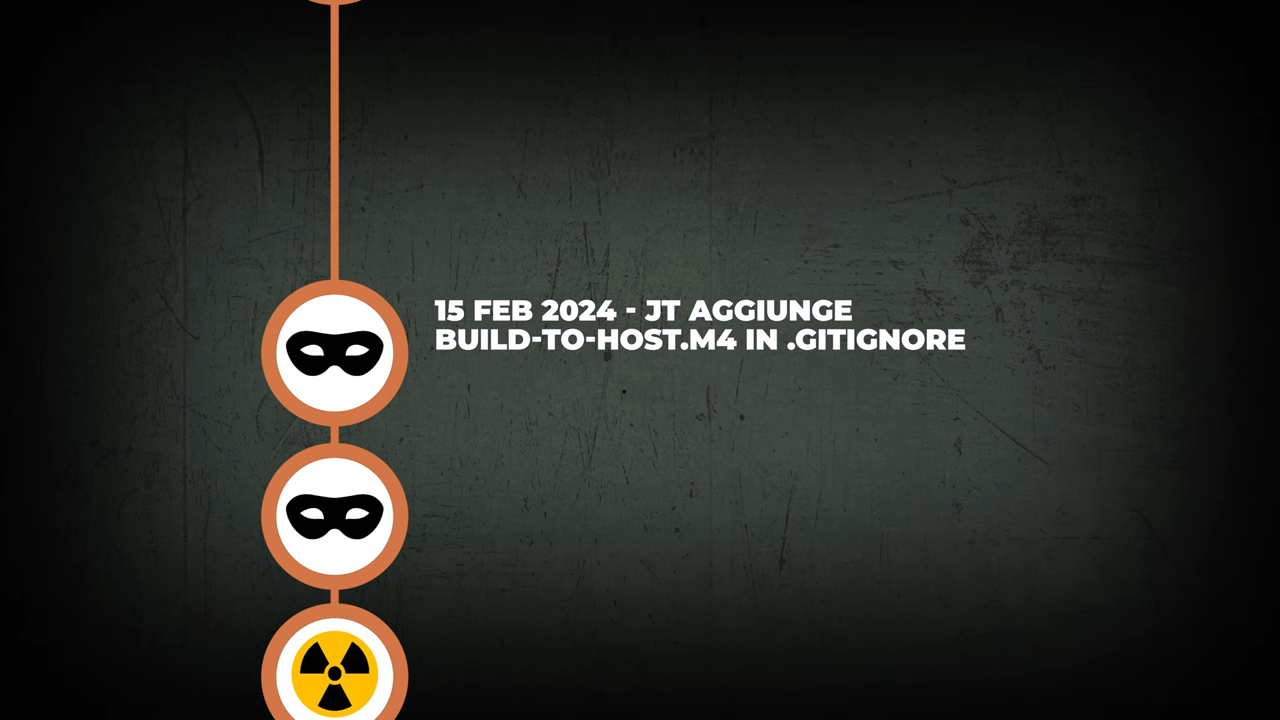 15 FEB 2024 - JT AGGIUNGE
BUILD-TO-HOST.M4 IN .GITIGNORE